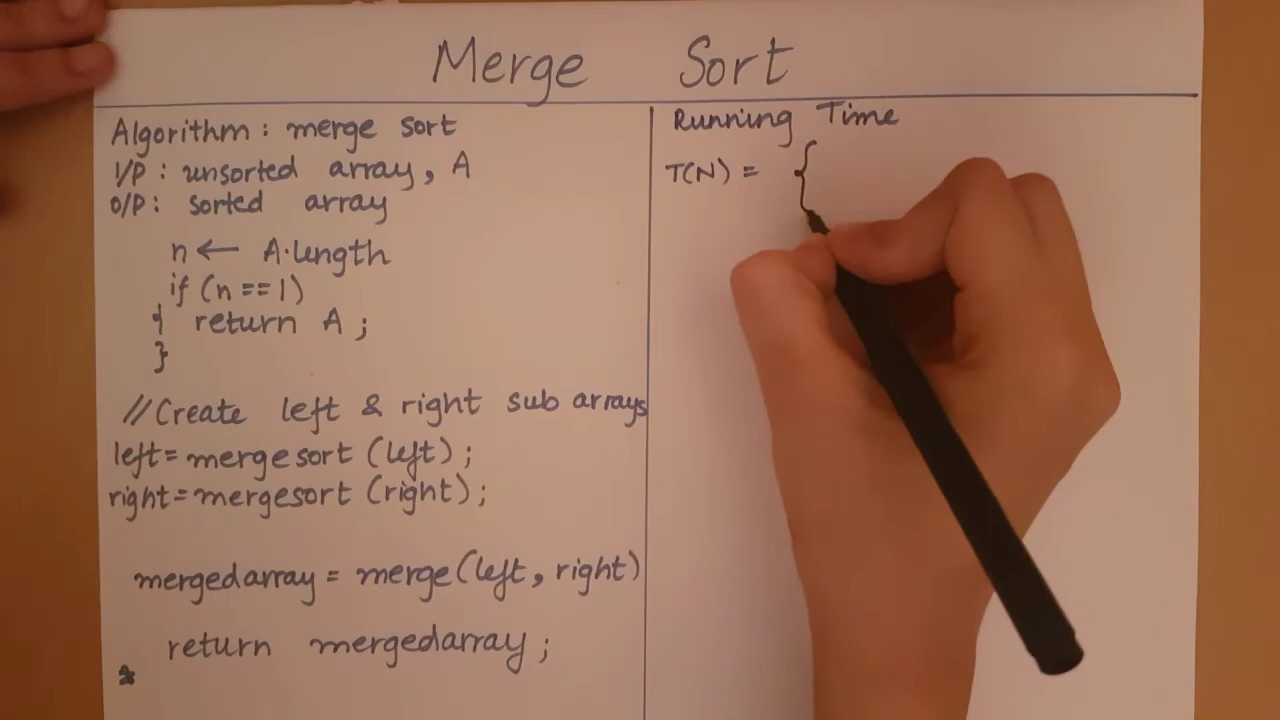 Merge Sort
Algorithm: merge sort
I/P: unsorted array, A
O/P: sorted array
n ← A.length
if (n==1)
{ return A;
}
//Create left & right sub arrays
left=mergesort (left);
right=mergesort (right);
mergedarray = merge(left, right)
return mergedarray;
Running Time
T(N) = {